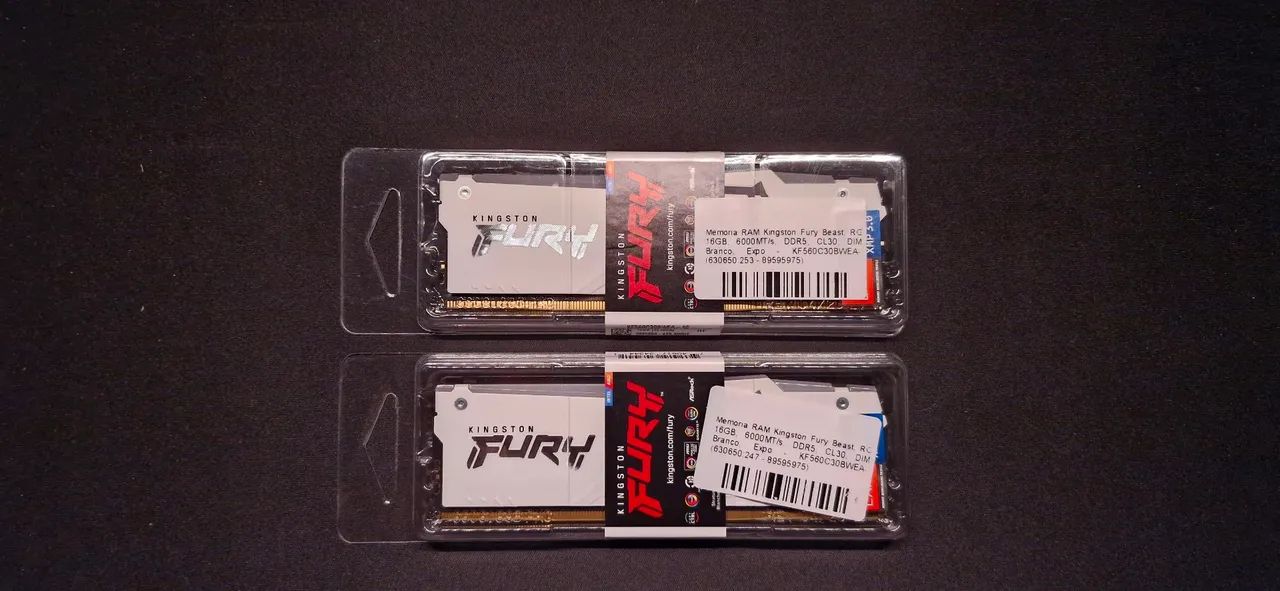 KINGSTON
FURY
KINGSTON
FURY
kingston.com/fury
Memoria RAM Kingston Fury Beast, RG
16GB, 6000MT/s, DDR5, CL30, DIM
Branco, Expo - KF560C30BWEA-
(630650:253 - 89595975)
XMP 3.0
KINGSTON
FURY
KINGSTON
FURY
kingston.com/fury
ASRock
Memoria RAM Kingston Fury Beast, RG
16GB, 6000MT/s, DDR5, CL30, DIM
Branco, Expo - KF560C30BWEA-
(630650:247 - 89595975)